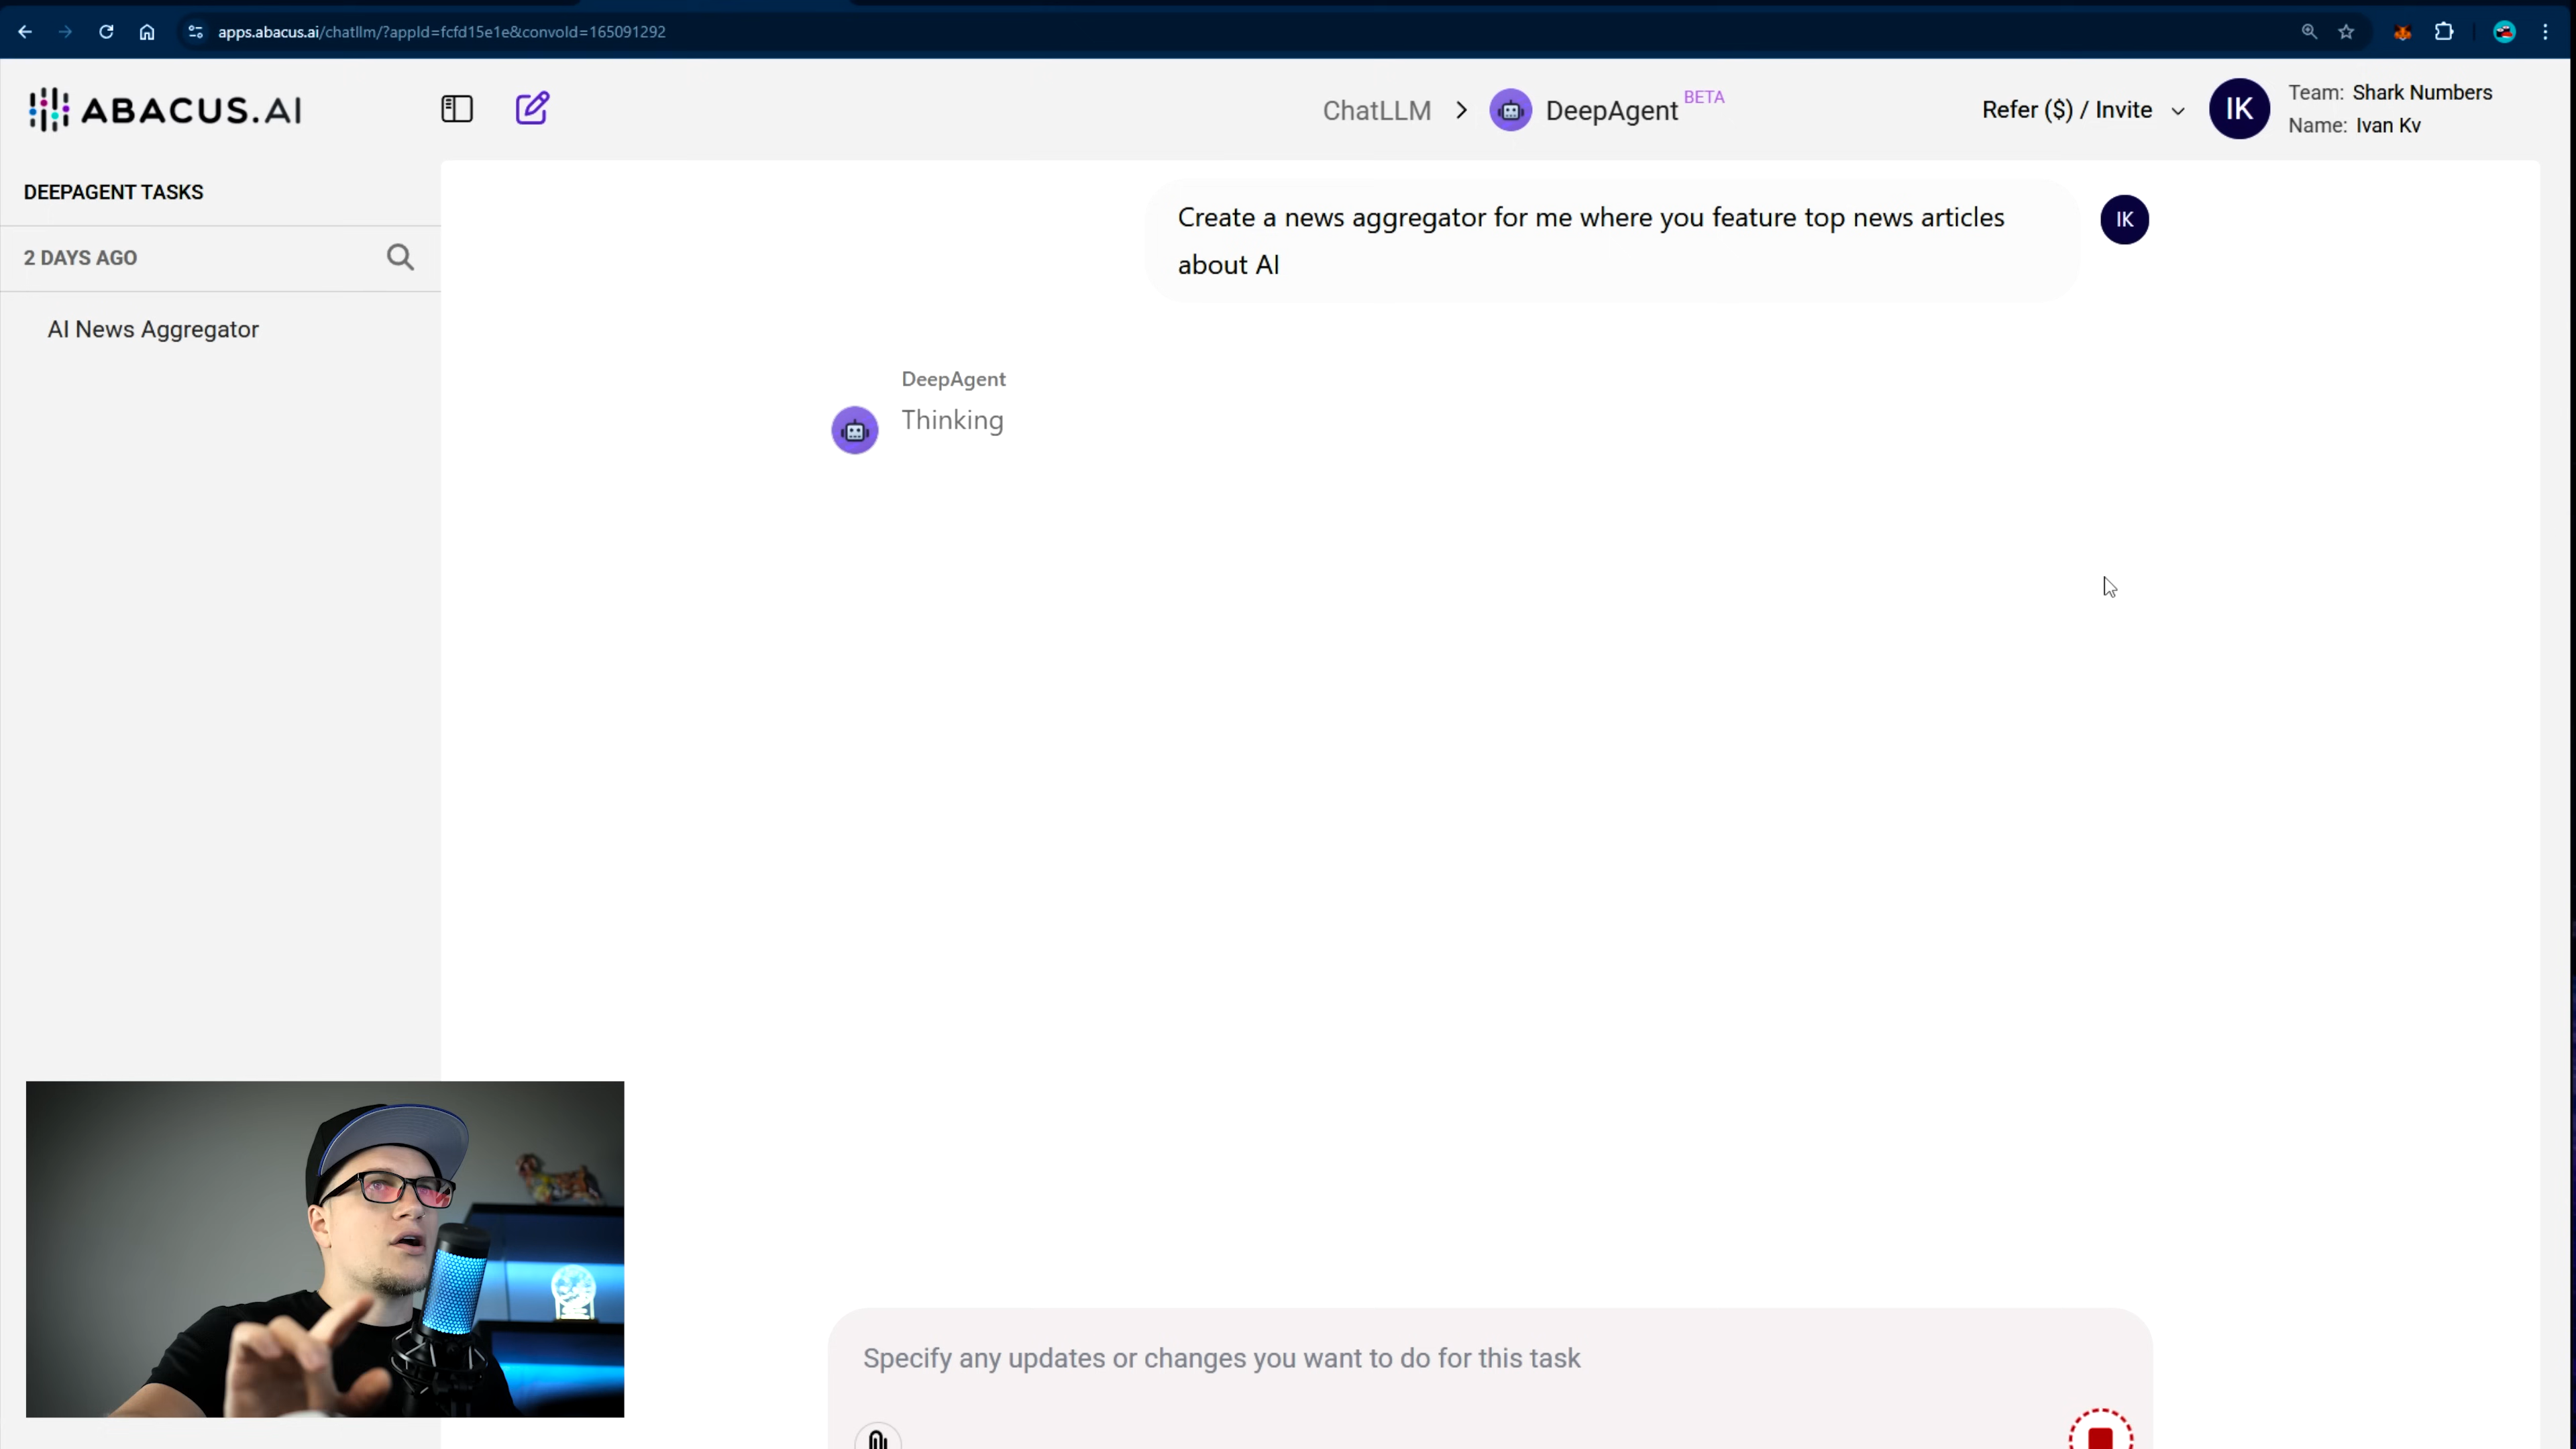 apps.abacus.ai/chatllm/?appId=fcfd15e1e&convoId=165091292
ABACUS.AI
ChatLLM
DeepAgent
BETA
Refer ($) / Invite
IK
Team: Shark Numbers
Name: Ivan Kv
DEEPAGENT TASKS
2 DAYS AGO
AI News Aggregator
Create a news aggregator for me where you feature top news articles
about AI
IK
DeepAgent
Thinking
Specify any updates or changes you want to do for this task